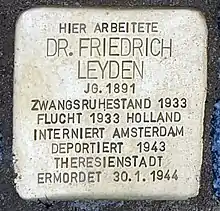 HIER ARBEITETE
DR. FRIEDRICH
LEYDEN
JG. 1891
ZWANGSRUHESTAND 1933
FLUCHT 1933 HOLLAND
INTERNIERT AMSTERDAM
DEPORTIERT 1943
THERESIENSTADT
ERMORDET 30.1.1944